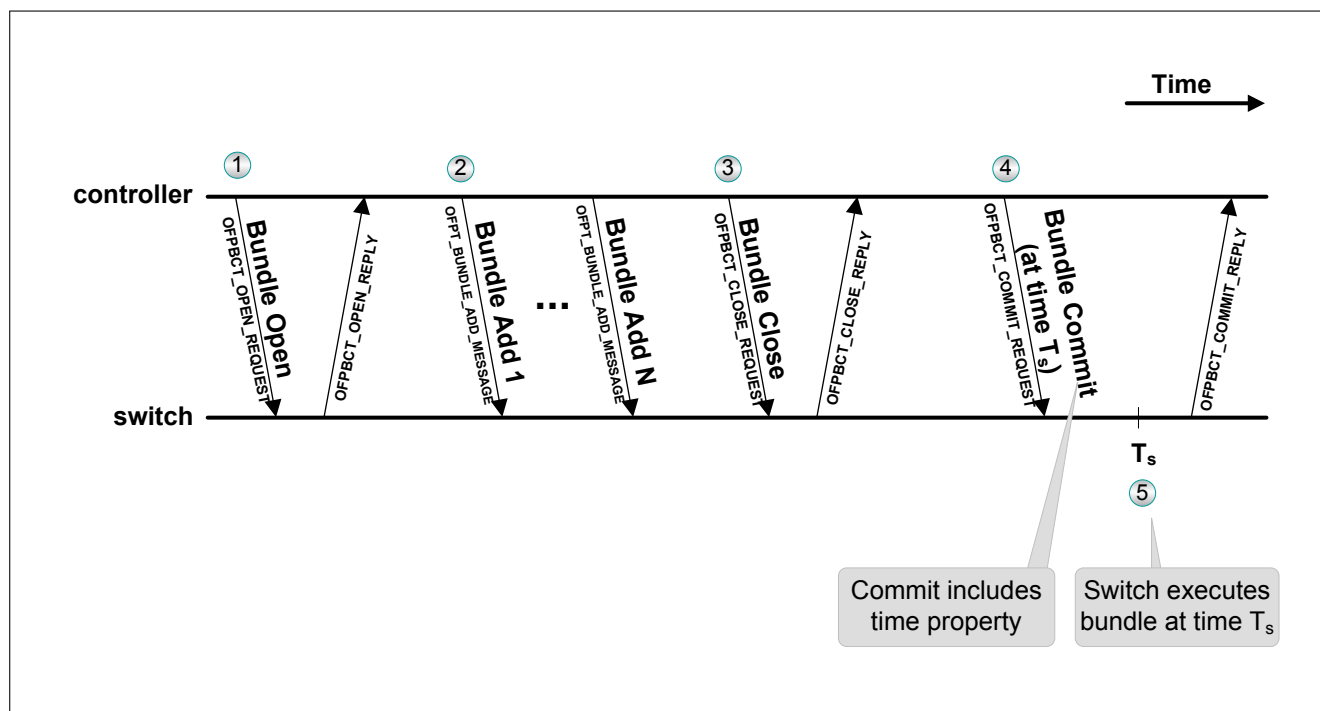 Time
1
2
3
4
controller
Bundle Open
OFPBCT_OPEN_REQUEST
OFPBCT_OPEN_REPLY
Bundle Add 1
OFPT_BUNDLE_ADD_MESSAGE
...
Bundle Add N
OFPT_BUNDLE_ADD_MESSAGE
Bundle Close
OFPBCT_CLOSE_REQUEST
OFPBCT_CLOSE_REPLY
Bundle Commit
(at time Ts)
OFPBCT_COMMIT_REQUEST
OFPBCT_COMMIT_REPLY
switch
Ts
5
Commit includes
time property
Switch executes
bundle at time Ts